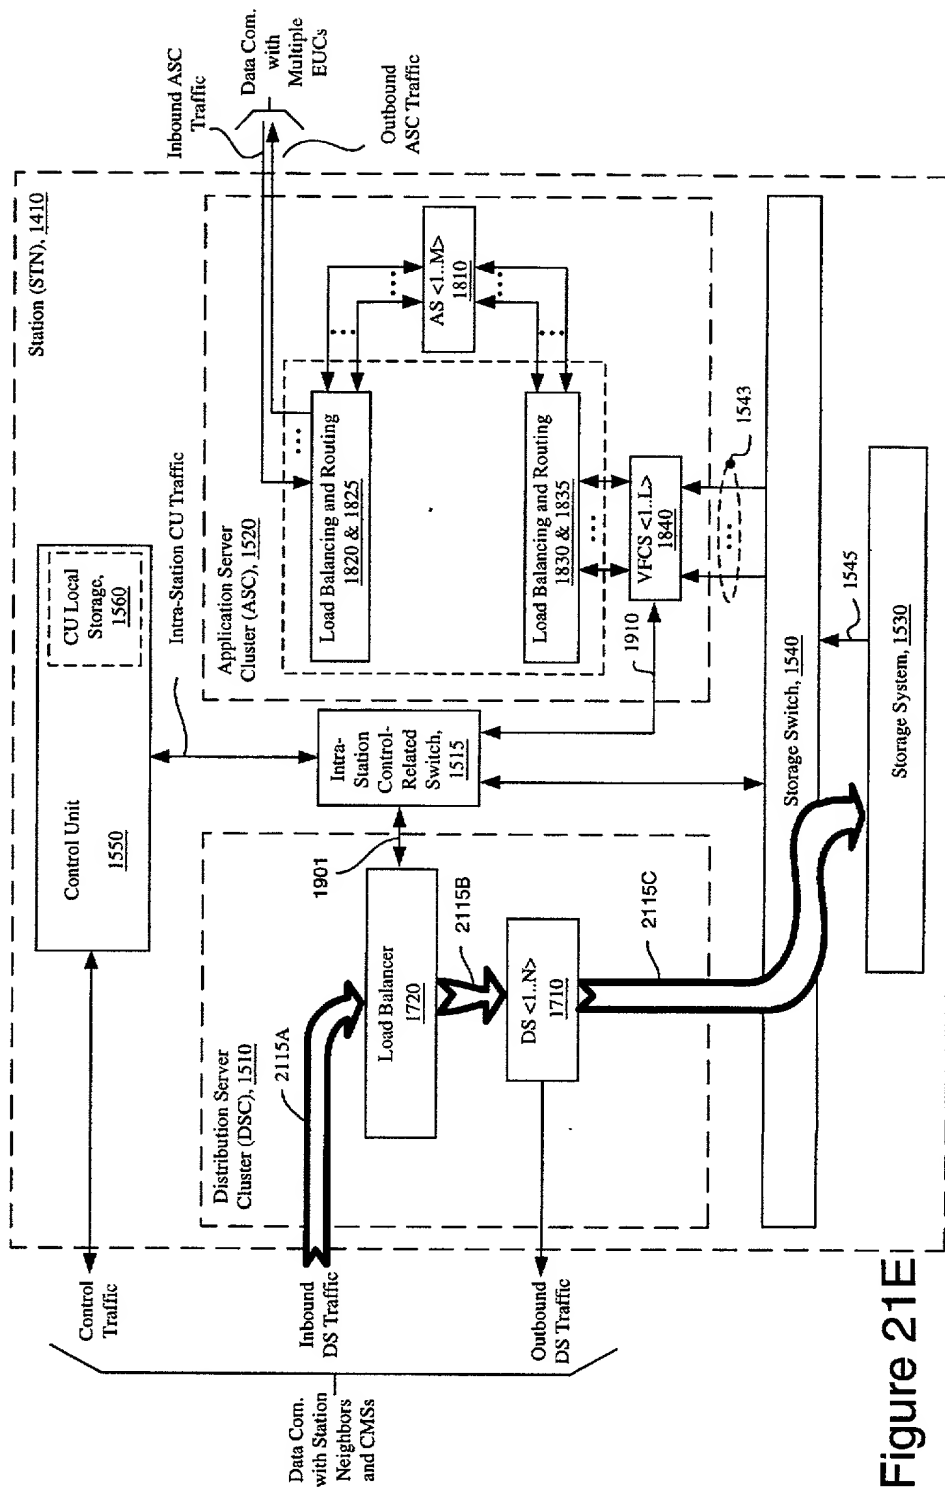 Station (STN), 1410
Control Unit
1550
CU Local
Storage,
1560
Control
Traffic
Intra-Station CU Traffic
Data Com.
with Station
Neighbors
and CMSs
Inbound
DS Traffic
Outbound
DS Traffic
Distribution Server
Cluster (DSC), 1510
2115A
Load Balancer
1720
2115B
DS <1..N>
1710
2115C
1901
Intra-
Station
Control-
Related
Switch,
1515
1910
Application Server
Cluster (ASC), 1520
Load Balancing and Routing
1820 & 1825
...
...
...
AS <1..M>
1810
...
...
Load Balancing and Routing
1830 & 1835
...
VFCS <1..L>
1840
...
1543
Inbound ASC
Traffic
Data Com.
with
Multiple
EUCs
Outbound
ASC Traffic
Storage Switch, 1540
1545
Storage System, 1530
Figure 21E